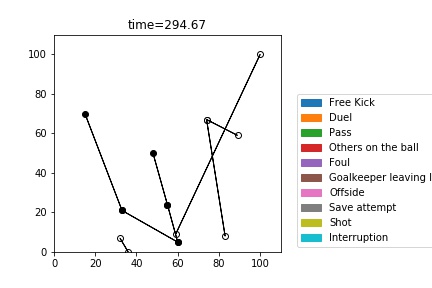 time=294.67
100
80
60
40
20
0
0 20 40 60 80 100
Free Kick
Duel
Pass
Others on the ball
Foul
Goalkeeper leaving l
Offside
Save attempt
Shot
Interruption